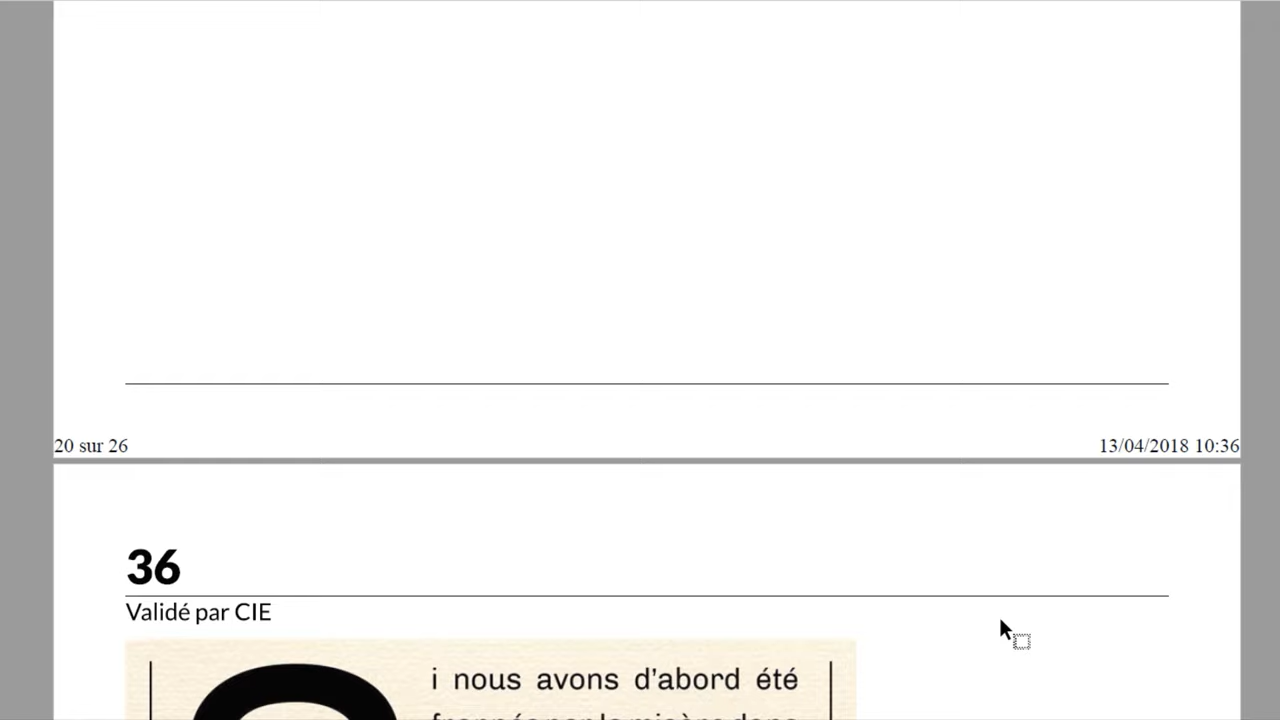 20 sur 26
13/04/2018 10:36
36
Validé par CIE
i nous avons d'abord été